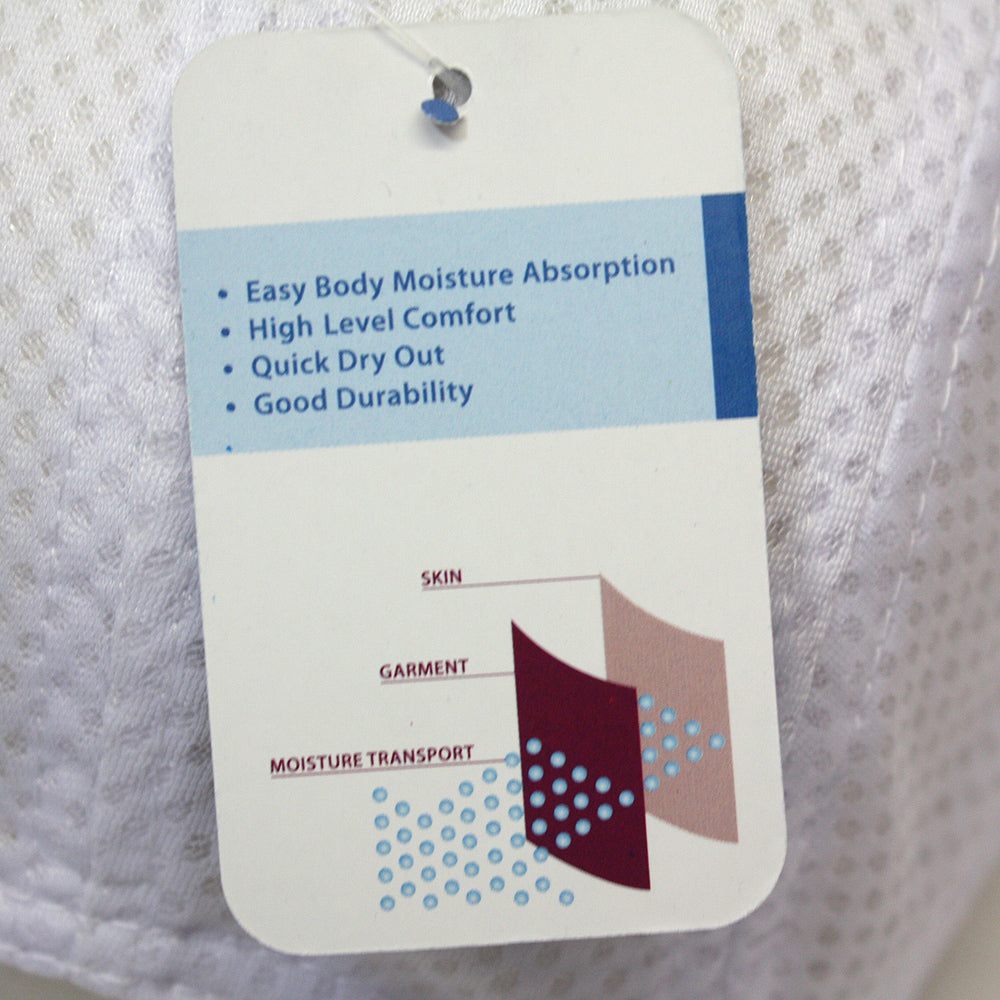 • Easy Body Moisture Absorption
• High Level Comfort
• Quick Dry Out
• Good Durability
•
SKIN
GARMENT
MOISTURE TRANSPORT